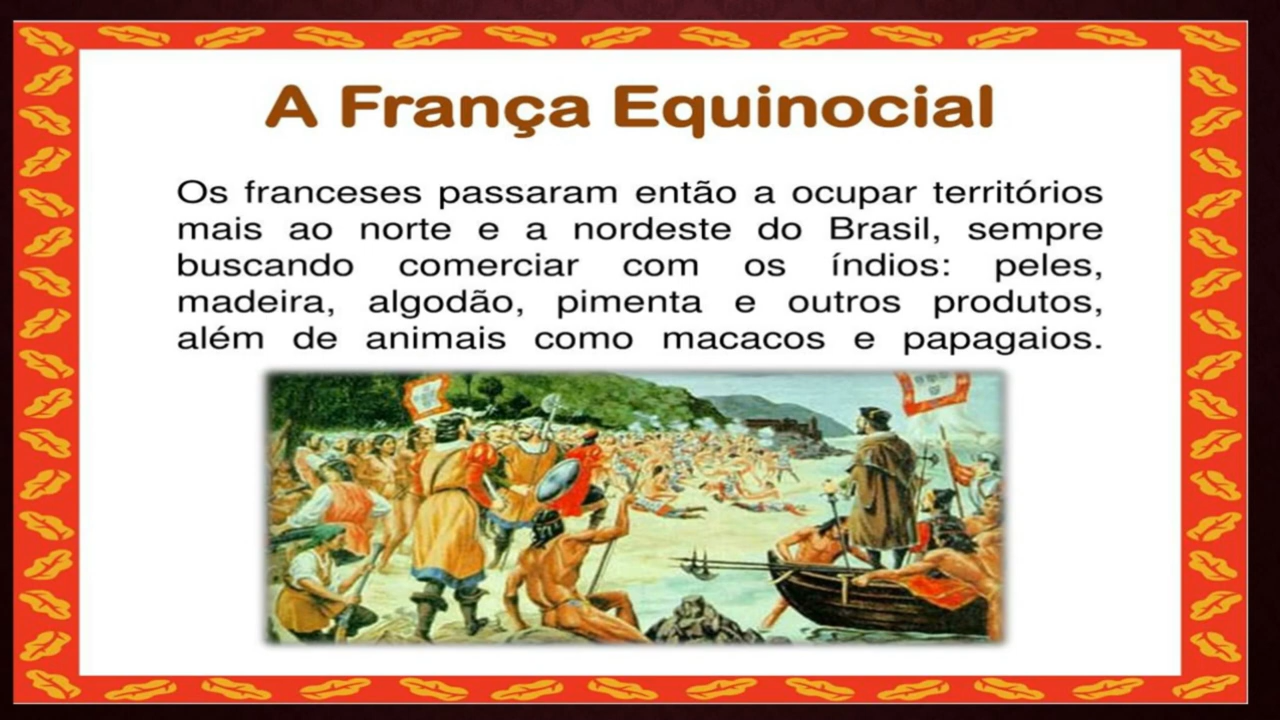 A França Equinocial
Os franceses passaram então a ocupar territórios
mais ao norte e a nordeste do Brasil, sempre
buscando comerciar com os índios: peles,
madeira, algodão, pimenta e outros produtos,
além de animais como macacos e papagaios.